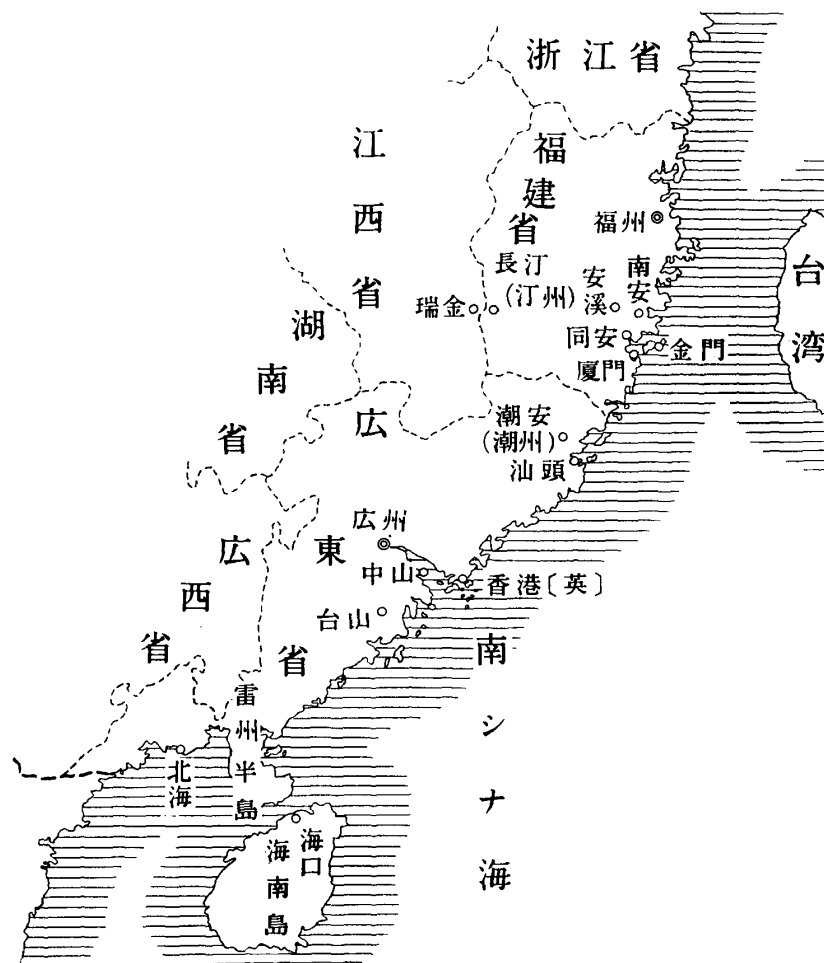 浙江省
江西省
福建省
福州
長汀
(汀州)
瑞金
安溪
南安
同安
金門
厦門
台湾
湖南省
広東省
潮安
(潮州)
汕頭
広州
中山
香港〔英〕
台山
広西省
雷州半島
北海
海口
海南島
南シナ海